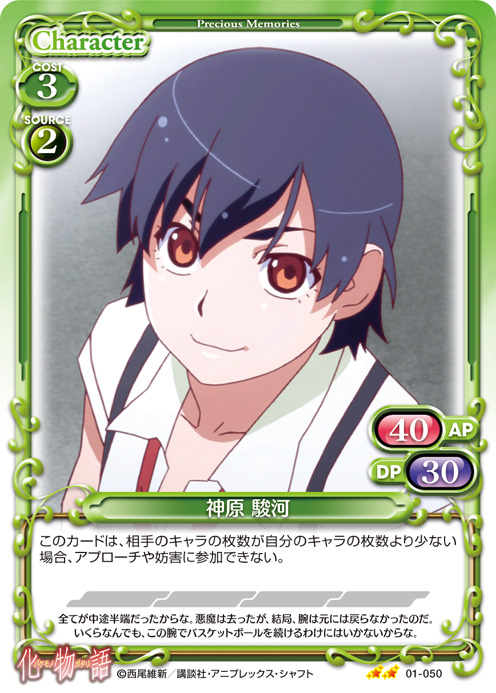 Precious Memories
Character
COST
3
SOURCE
2
40 AP
DP 30
神原 駿河
このカードは、相手のキャラの枚数が自分のキャラの枚数より少ない
場合、アプローチや妨害に参加できない。
全てが中途半端だったからな。悪魔は去ったが、結局、腕は元には戻らなかったのだ。
いくらなんでも、この腕でバスケットボールを続けるわけにはいかないからな。
化物語
バケモノガタリ
©西尾維新／講談社・アニプレックス・シャフト
01-050